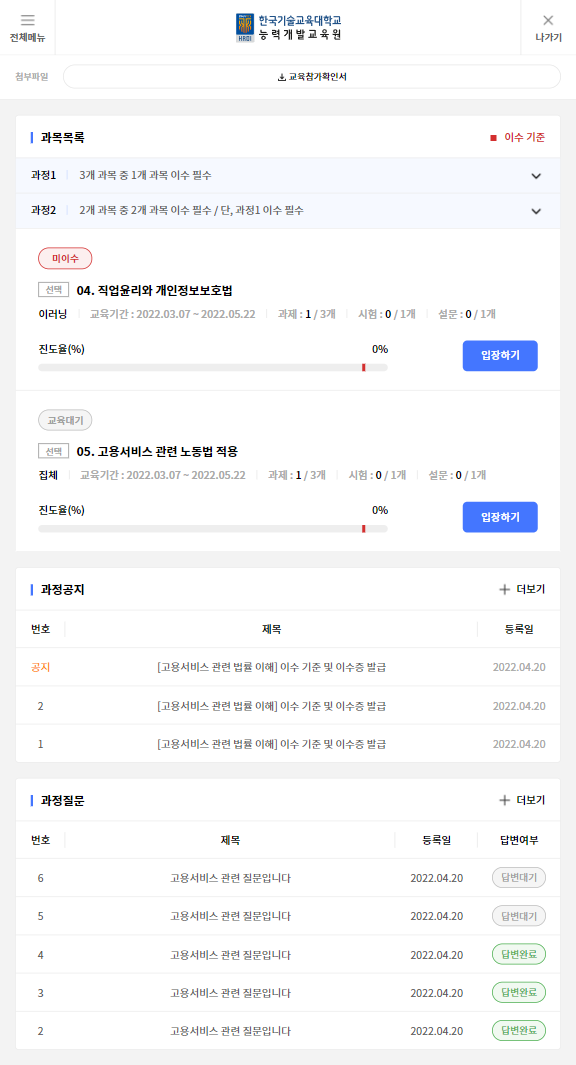 전체메뉴
HRDI
한국기술교육대학교
능력개발교육원
나가기
첨부파일
교육참가확인서
과목목록
이수 기준
과정1 3개 과목 중 1개 과목 이수 필수
과정2 2개 과목 중 2개 과목 이수 필수 / 단, 과정1 이수 필수
미이수
선택 04. 직업윤리와 개인정보보호법
이러닝 교육기간 : 2022.03.07 ~ 2022.05.22 과제 : 1 / 3개 시험 : 0 / 1개 설문 : 0 / 1개
진도율(%) 0%
입장하기
교육대기
선택 05. 고용서비스 관련 노동법 적용
집체 교육기간 : 2022.03.07 ~ 2022.05.22 과제 : 1 / 3개 시험 : 0 / 1개 설문 : 0 / 1개
진도율(%) 0%
입장하기
과정공지 더보기
번호 제목 등록일
공지 [고용서비스 관련 법률 이해] 이수 기준 및 이수증 발급 2022.04.20
2 [고용서비스 관련 법률 이해] 이수 기준 및 이수증 발급 2022.04.20
1 [고용서비스 관련 법률 이해] 이수 기준 및 이수증 발급 2022.04.20
과정질문 더보기
번호 제목 등록일 답변여부
6 고용서비스 관련 질문입니다 2022.04.20 답변대기
5 고용서비스 관련 질문입니다 2022.04.20 답변대기
4 고용서비스 관련 질문입니다 2022.04.20 답변완료
3 고용서비스 관련 질문입니다 2022.04.20 답변완료
2 고용서비스 관련 질문입니다 2022.04.20 답변완료